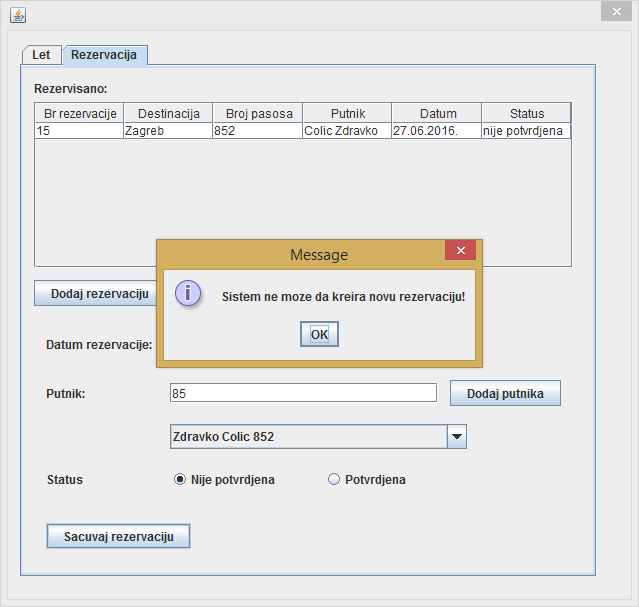 Let Rezervacija
Rezervisano:
Br rezervacije Destinacija Broj pasosa Putnik Datum Status
15 Zagreb 852 Colic Zdravko 27.06.2016. nije potvrdjena
Message
Sistem ne moze da kreira novu rezervaciju!
OK
Dodaj rezervaciju
Datum rezervacije:
Putnik: 85 Dodaj putnika
Zdravko Colic 852
Status Nije potvrdjena Potvrdjena
Sacuvaj rezervaciju